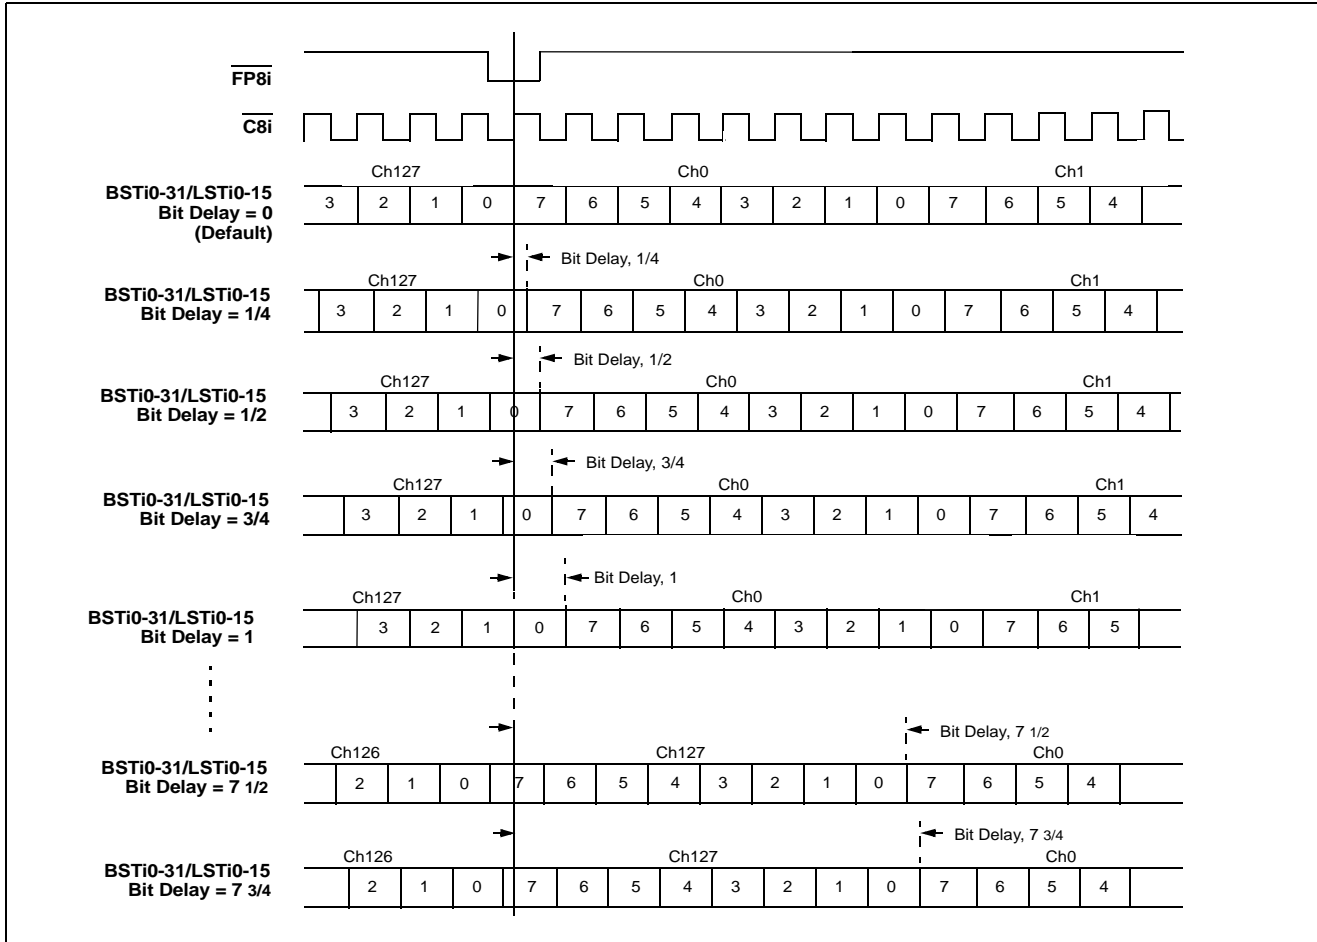 FP8i
C8i
Ch127 Ch0 Ch1
BSTi0-31/LSTi0-15
Bit Delay = 0
(Default)
3 2 1 0 7 6 5 4 3 2 1 0 7 6 5 4
Bit Delay, 1/4
Ch127 Ch0 Ch1
BSTi0-31/LSTi0-15
Bit Delay = 1/4
3 2 1 0 7 6 5 4 3 2 1 0 7 6 5 4
Bit Delay, 1/2
Ch127 Ch0 Ch1
BSTi0-31/LSTi0-15
Bit Delay = 1/2
3 2 1 0 7 6 5 4 3 2 1 0 7 6 5 4
Bit Delay, 3/4
Ch127 Ch0 Ch1
BSTi0-31/LSTi0-15
Bit Delay = 3/4
3 2 1 0 7 6 5 4 3 2 1 0 7 6 5 4
Bit Delay, 1
Ch127 Ch0 Ch1
BSTi0-31/LSTi0-15
Bit Delay = 1
3 2 1 0 7 6 5 4 3 2 1 0 7 6 5
Bit Delay, 7 1/2
Ch126 Ch127 Ch0
BSTi0-31/LSTi0-15
Bit Delay = 7 1/2
2 1 0 7 6 5 4 3 2 1 0 7 6 5 4
Bit Delay, 7 3/4
Ch126 Ch127 Ch0
BSTi0-31/LSTi0-15
Bit Delay = 7 3/4
2 1 0 7 6 5 4 3 2 1 0 7 6 5 4